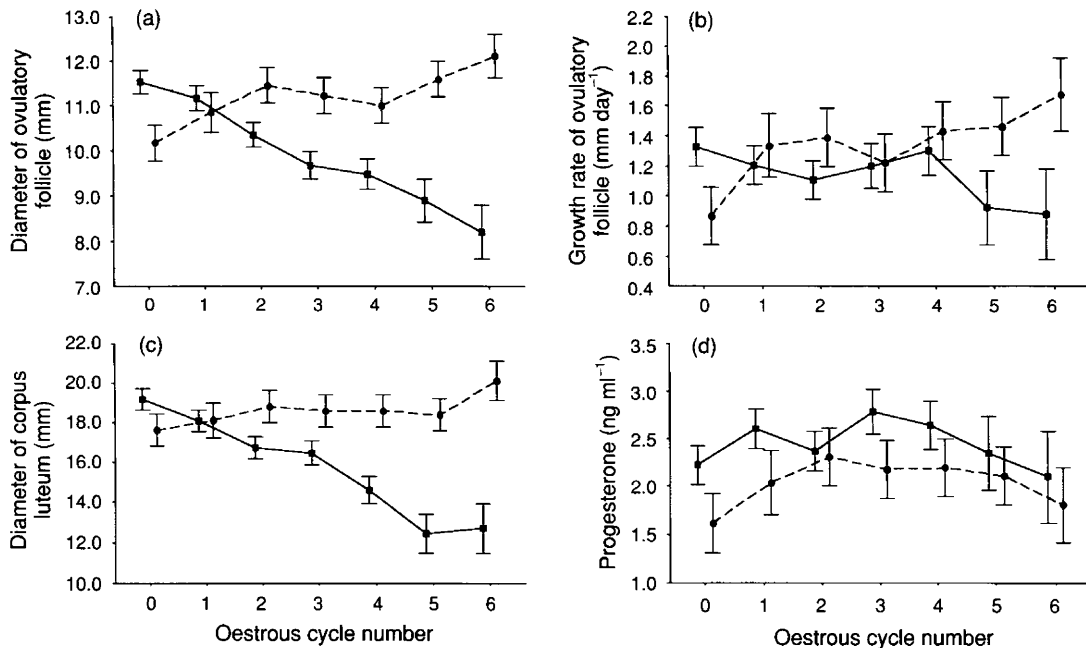 (a)
Diameter of ovulatory
follicle (mm)
13.0
12.0
11.0
10.0
9.0
8.0
7.0
0 1 2 3 4 5 6
(b)
Growth rate of ovulatory
follicle (mm day⁻¹)
2.2
2.0
1.8
1.6
1.4
1.2
1.0
0.8
0.6
0.4
0 1 2 3 4 5 6
(c)
Diameter of corpus
luteum (mm)
22.0
20.0
18.0
16.0
14.0
12.0
10.0
0 1 2 3 4 5 6
Oestrous cycle number
(d)
Progesterone (ng ml⁻¹)
3.5
3.0
2.5
2.0
1.5
1.0
0 1 2 3 4 5 6
Oestrous cycle number